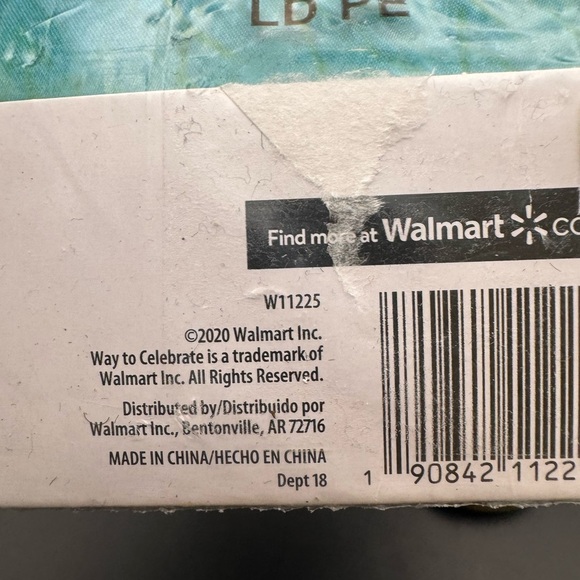 LD PE
Find more at Walmart
W11225
©2020 Walmart Inc.
Way to Celebrate is a trademark of
Walmart Inc. All Rights Reserved.
Distributed by/Distribuido por
Walmart Inc., Bentonville, AR 72716
MADE IN CHINA/HECHO EN CHINA
Dept 18
1 90842 1122